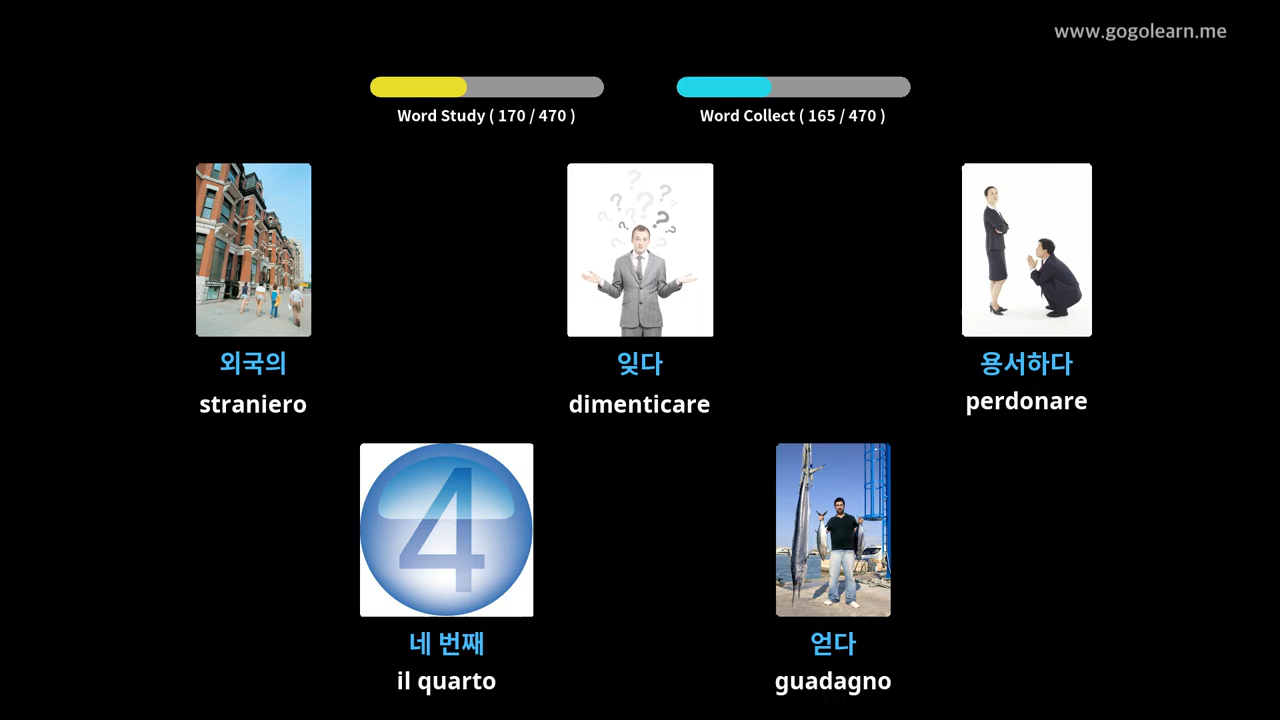 www.gogolearn.me
Word Study ( 170 / 470 )
Word Collect ( 165 / 470 )
외국의
straniero
잊다
dimenticare
용서하다
perdonare
4
네 번째
il quarto
얻다
guadagno